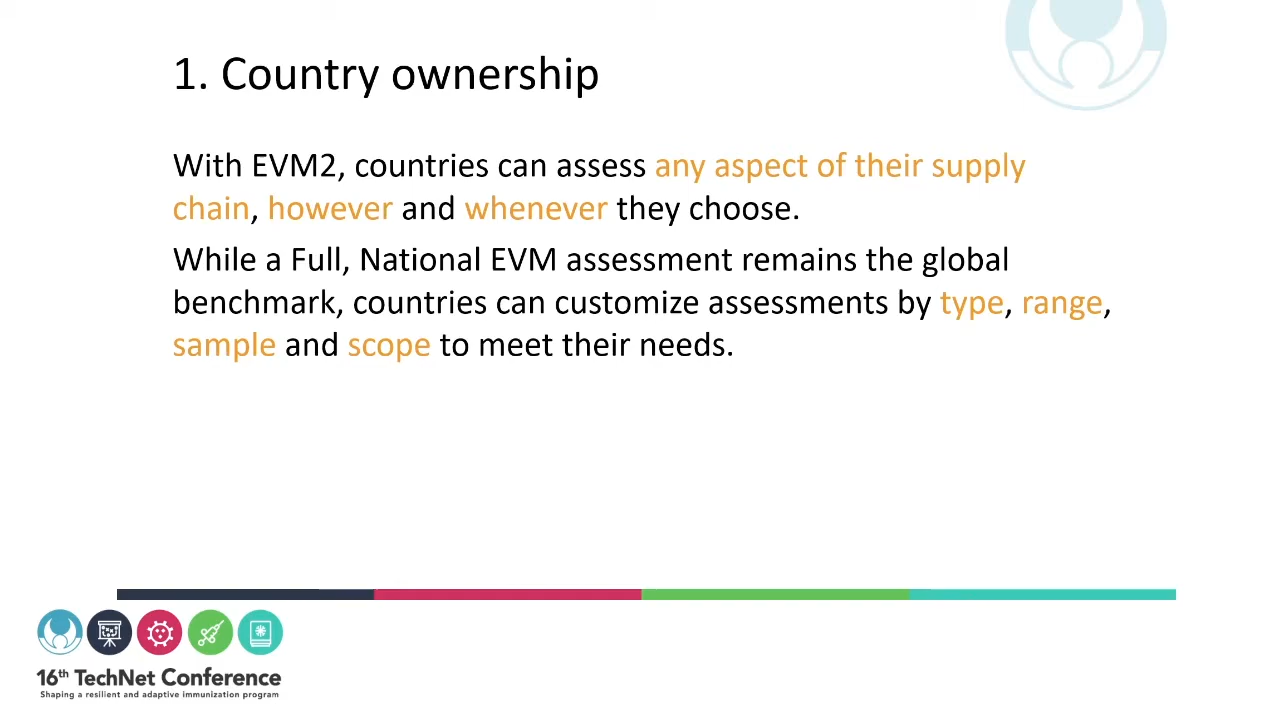 1. Country ownership
With EVM2, countries can assess any aspect of their supply
chain, however and whenever they choose.
While a Full, National EVM assessment remains the global
benchmark, countries can customize assessments by type, range,
sample and scope to meet their needs.
16th TechNet Conference
Shaping a resilient and adaptive immunization program